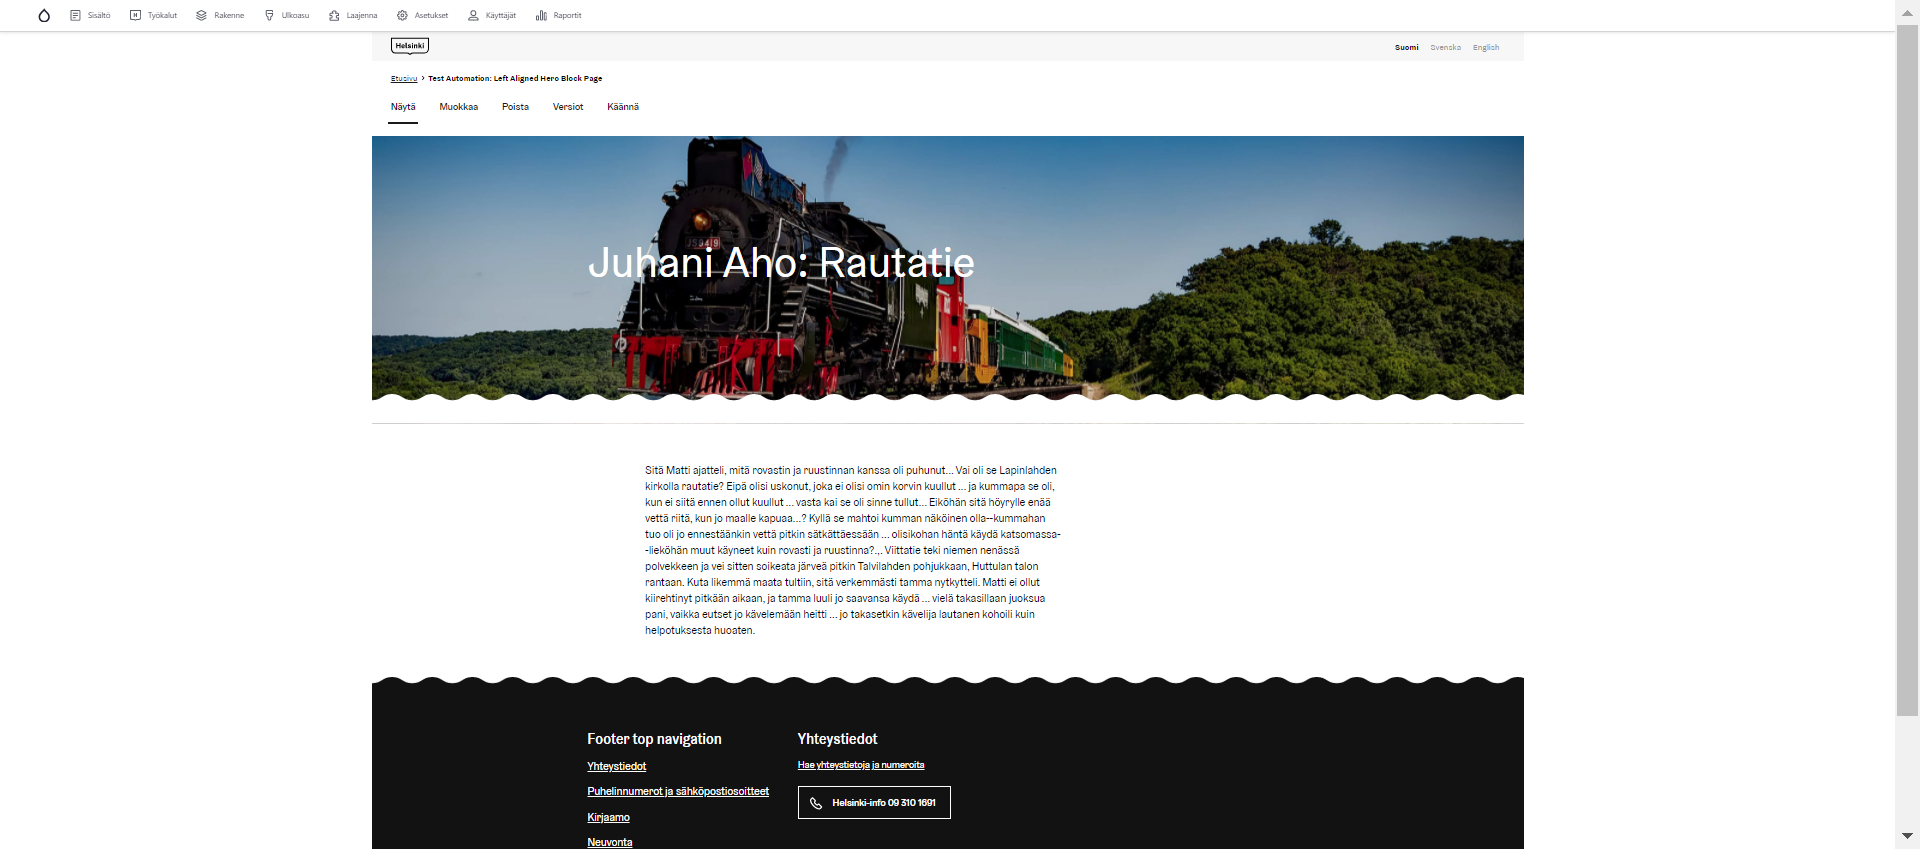 Sisältö Työkalut Rakenne Ulkoasu Laajenna Asetukset Käyttäjät Raportit
Helsinki
Suomi Svenska English
Etusivu > Test Automation: Left Aligned Hero Block Page
Näytä Muokkaa Poista Versiot Käännä
JS8419
Juhani Aho: Rautatie
Sitä Matti ajatteli, mitä rovastin ja ruustinnan kanssa oli puhunut... Vai oli se Lapinlahden
kirkolla rautatie? Eipä olisi uskonut, joka ei olisi omin korvin kuullut ... ja kummapa se oli,
kun ei siitä ennen ollut kuullut ... vasta kai se oli sinne tullut... Eiköhän sitä höyrylle enää
vettä riitä, kun jo maalle kapuaa...? Kyllä se mahtoi kumman näköinen olla--kummahan
tuo oli jo ennestäänkin vettä pitkin sätkättäessään ... olisikohan häntä käydä katsomassa-
-lieköhän muut käyneet kuin rovasti ja ruustinna?.,. Viittatie teki niemen nenässä
polvekkeen ja vei sitten soikeata järveä pitkin Talvilahden pohjukkaan, Huttulan talon
rantaan. Kuta likemmä maata tultiin, sitä verkemmästi tamma nytkytteli. Matti ei ollut
kiirehtinyt pitkään aikaan, ja tamma luuli jo saavansa käydä ... vielä takasillaan juoksua
pani, vaikka eutset jo kävelemään heitti ... jo takasetkin kävelija lautanen kohoili kuin
helpotuksesta huoaten.
Footer top navigation
Yhteystiedot
Puhelinnumerot ja sähköpostiosoitteet
Kirjaamo
Neuvonta
Yhteystiedot
Hae yhteystietoja ja numeroita
Helsinki-info 09 310 1691